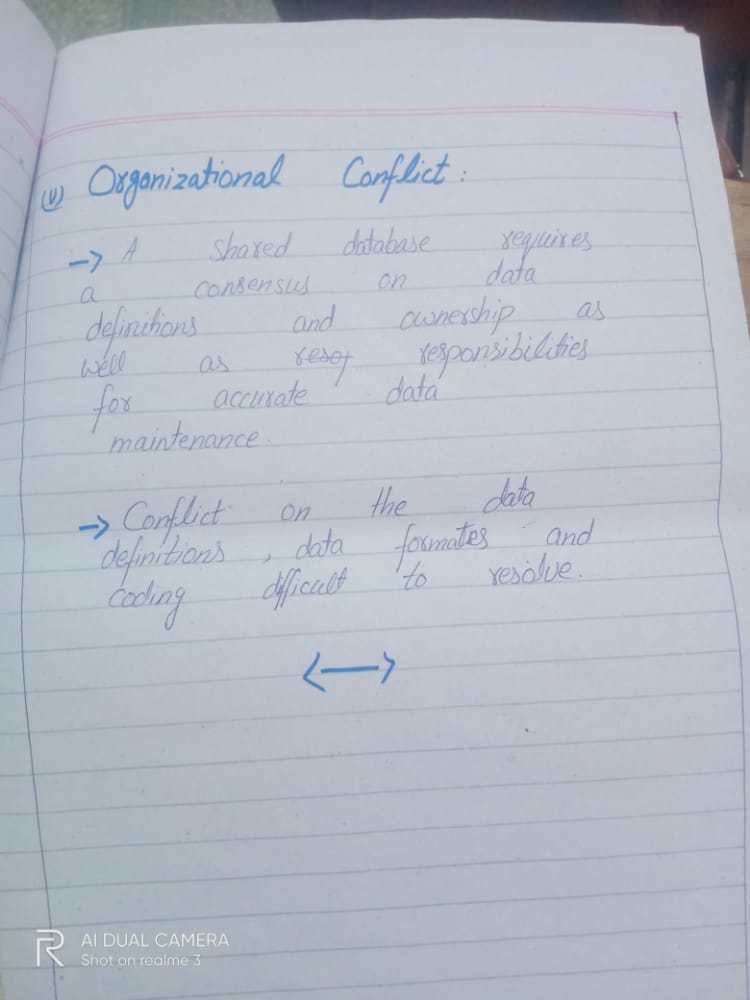 (v) Organizational Conflict :
→ A shared database requires
a consensus on data
definitions and ownership as
well as responsibilities
for accurate data
maintenance.
→ Conflict on the data
definitions , data formates and
coding difficult to resolve.
AI DUAL CAMERA
Shot on realme 3